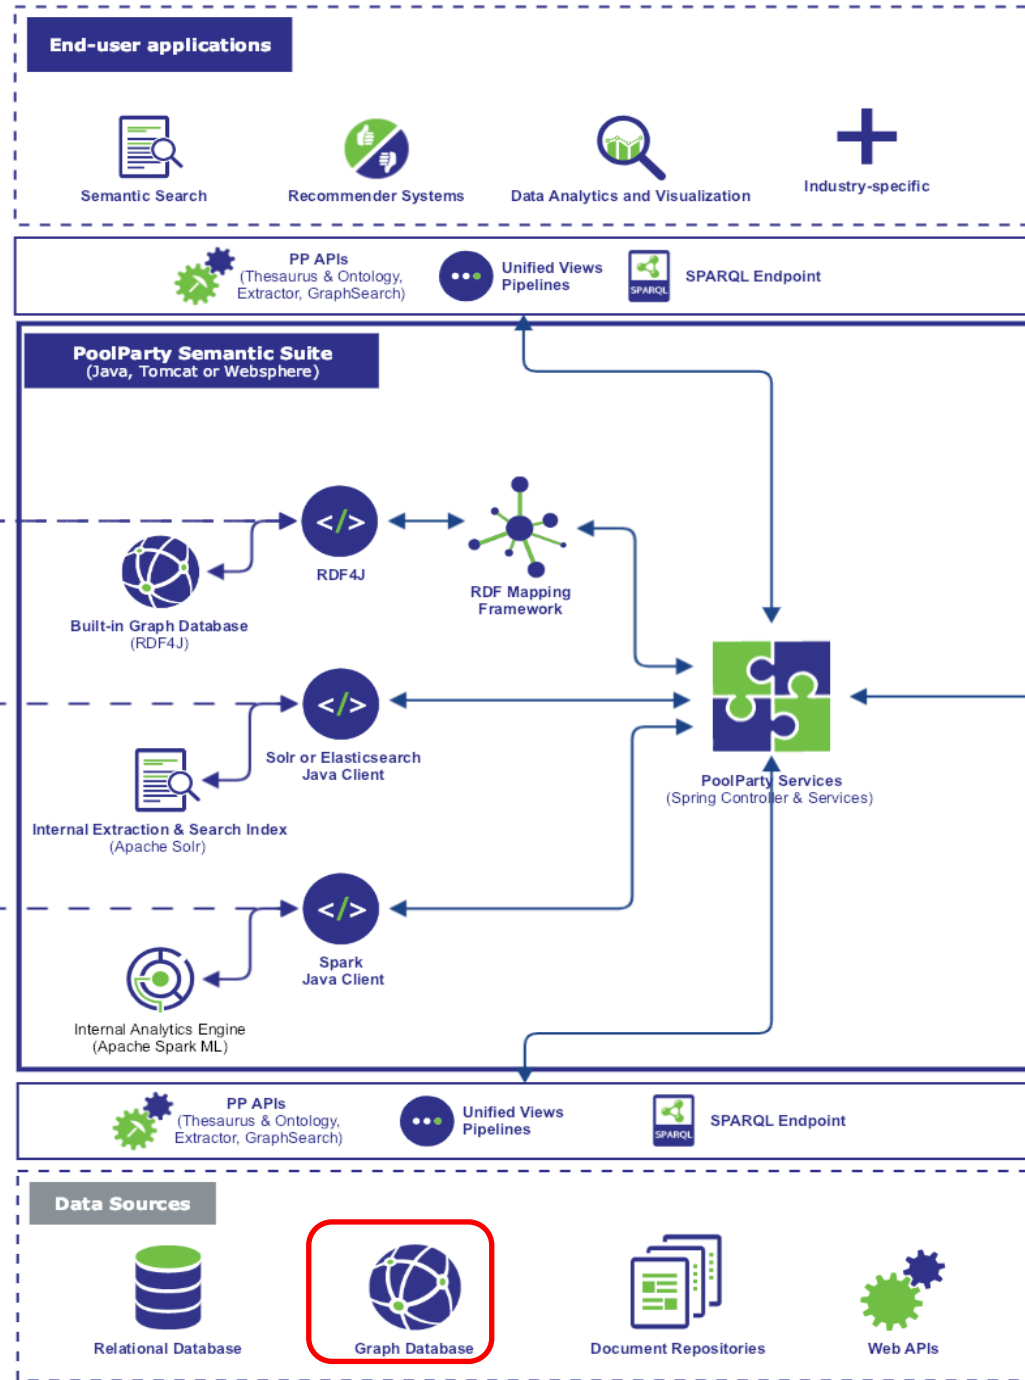 End-user applications
Semantic Search
Recommender Systems
Data Analytics and Visualization
Industry-specific
PP APIs
(Thesaurus & Ontology,
Extractor, GraphSearch)
Unified Views
Pipelines
SPARQL
SPARQL Endpoint
PoolParty Semantic Suite
(Java, Tomcat or Websphere)
</>
RDF4J
RDF Mapping
Framework
Built-in Graph Database
(RDF4J)
</>
Solr or Elasticsearch
Java Client
PoolParty Services
(Spring Controller & Services)
Internal Extraction & Search Index
(Apache Solr)
</>
Spark
Java Client
Internal Analytics Engine
(Apache Spark ML)
PP APIs
(Thesaurus & Ontology,
Extractor, GraphSearch)
Unified Views
Pipelines
SPARQL
SPARQL Endpoint
Data Sources
Relational Database
Graph Database
Document Repositories
Web APIs